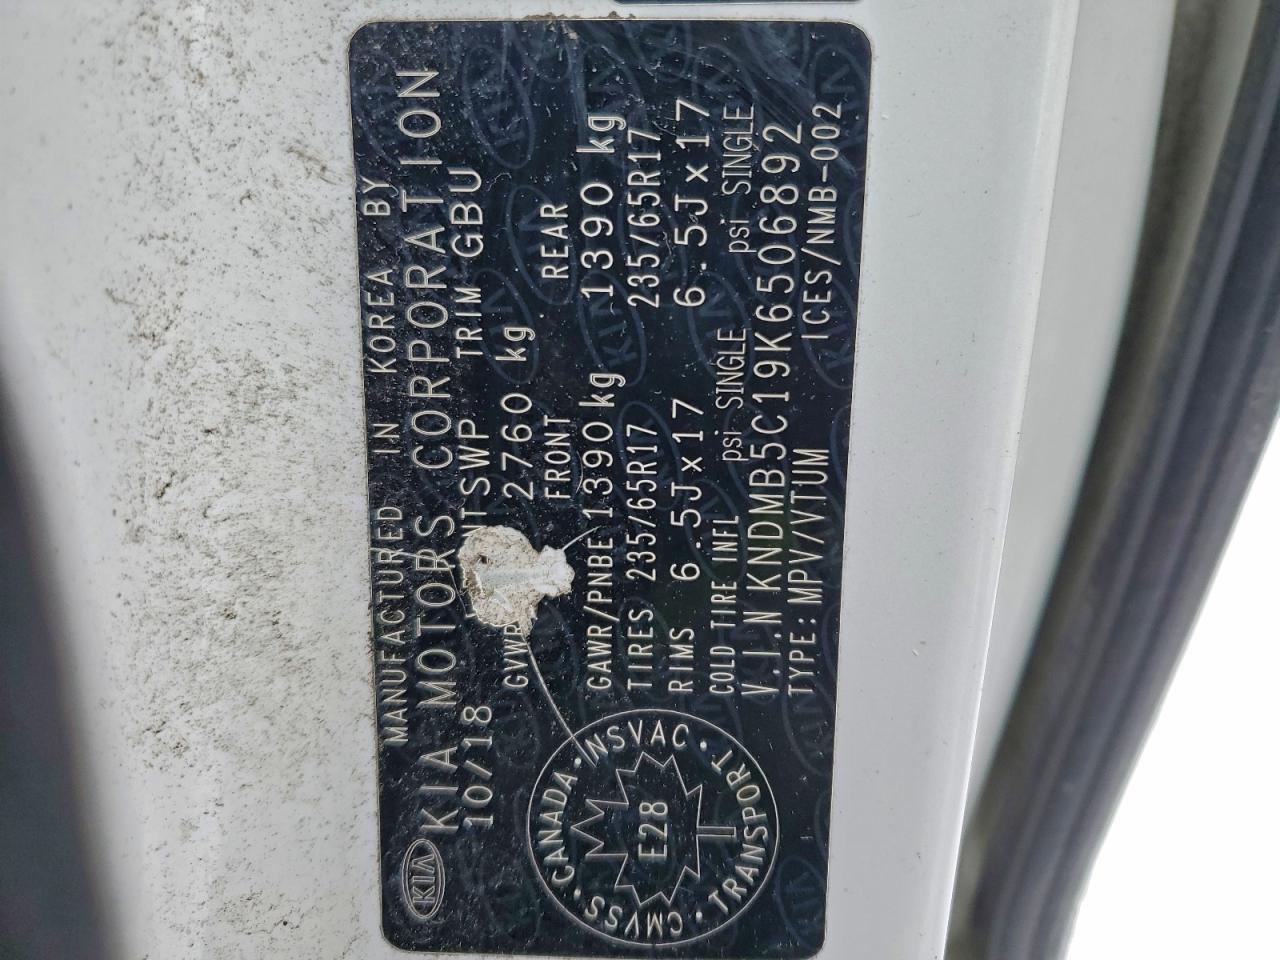 MANUFACTURED IN KOREA BY
KIA KIA MOTORS CORPORATION
10/18 NT SWP TRIM GBU
GVWR 2760 kg
FRONT REAR
GAWR/PNBE 1390 kg 1390 kg
TIRES 235/65R17 235/65R17
RIMS 6.5J x 17 6.5J x 17
COLD TIRE INFL psi SINGLE psi SINGLE
V.I.N KNDMB5C19K6506892
TYPE: MPV/VTUM ICES/NMB-002
CANADA · NSVAC · TRANSPORT · CMVSS ·
E28